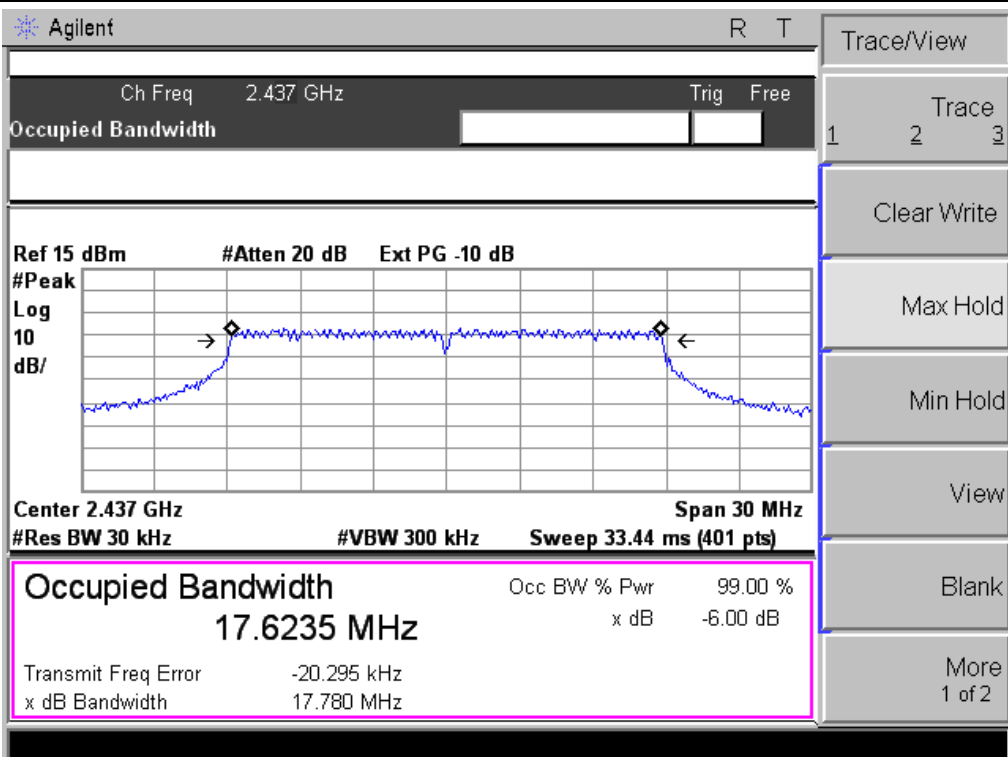 Agilent R T
Ch Freq 2.437 GHz Trig Free
Occupied Bandwidth
Ref 15 dBm #Atten 20 dB Ext PG -10 dB
#Peak
Log
10
dB/
Center 2.437 GHz Span 30 MHz
#Res BW 30 kHz #VBW 300 kHz Sweep 33.44 ms (401 pts)
Occupied Bandwidth Occ BW % Pwr 99.00 %
17.6235 MHz x dB -6.00 dB
Transmit Freq Error -20.295 kHz
x dB Bandwidth 17.780 MHz
Trace/View
Trace
1 2 3
Clear Write
Max Hold
Min Hold
View
Blank
More
1 of 2